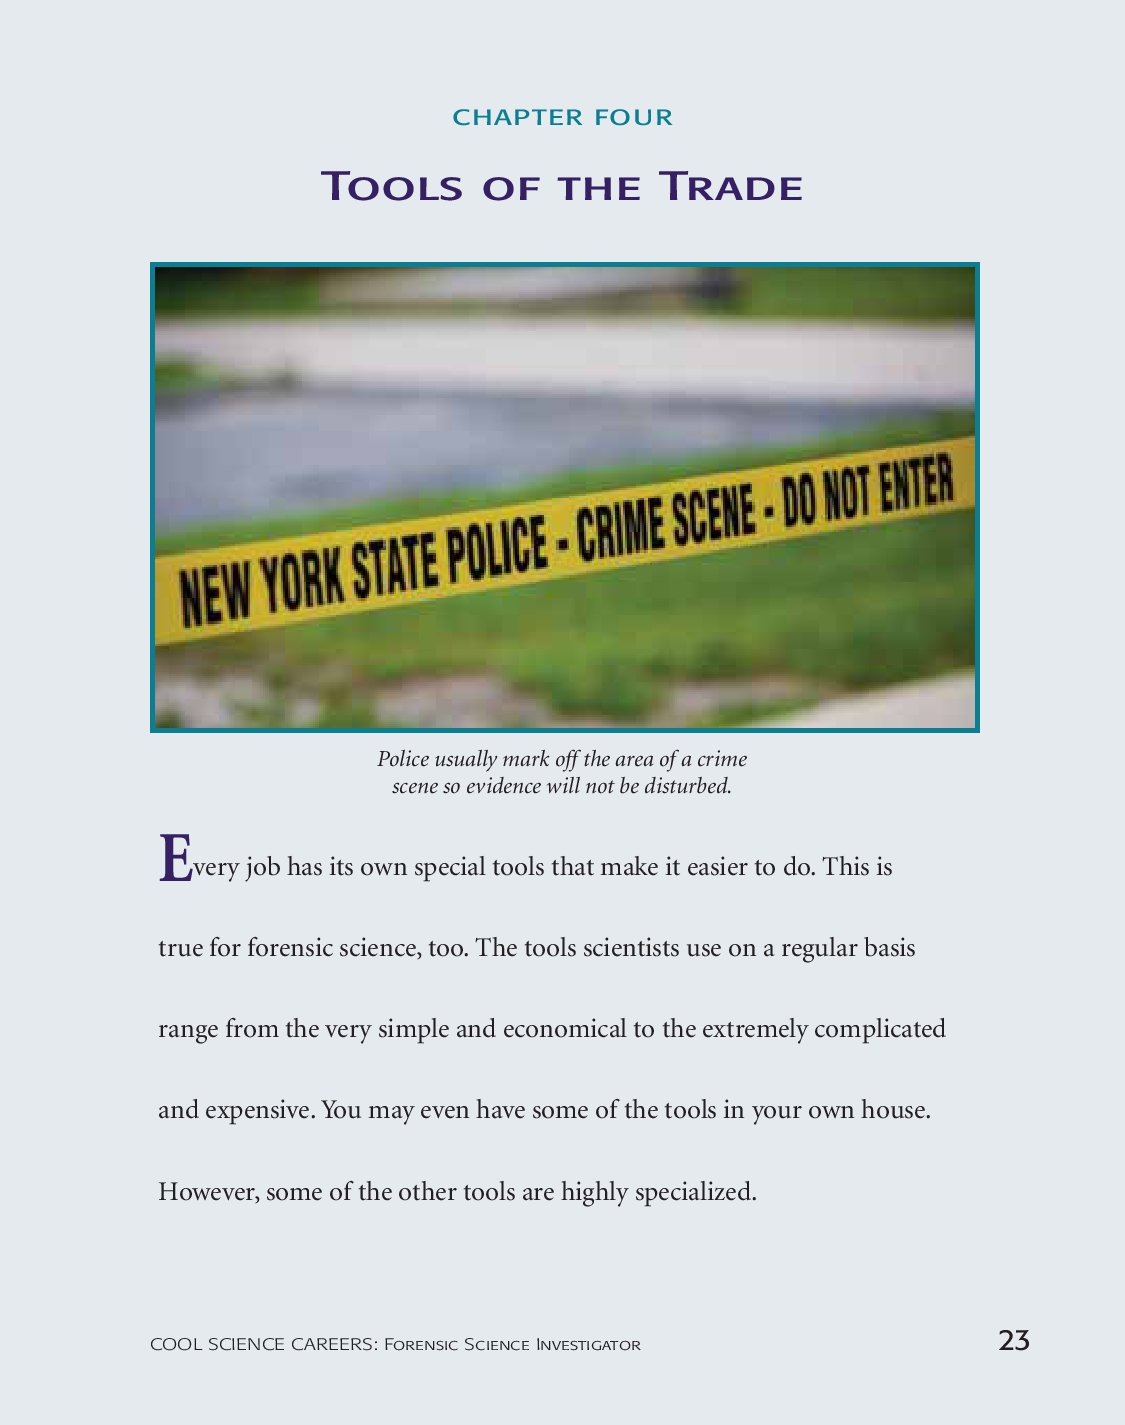 CHAPTER FOUR
TOOLS OF THE TRADE
NEW YORK STATE POLICE - CRIME SCENE - DO NOT ENTER
Police usually mark off the area of a crime
scene so evidence will not be disturbed.
Every job has its own special tools that make it easier to do. This is
true for forensic science, too. The tools scientists use on a regular basis
range from the very simple and economical to the extremely complicated
and expensive. You may even have some of the tools in your own house.
However, some of the other tools are highly specialized.
COOL SCIENCE CAREERS: FORENSIC SCIENCE INVESTIGATOR 23